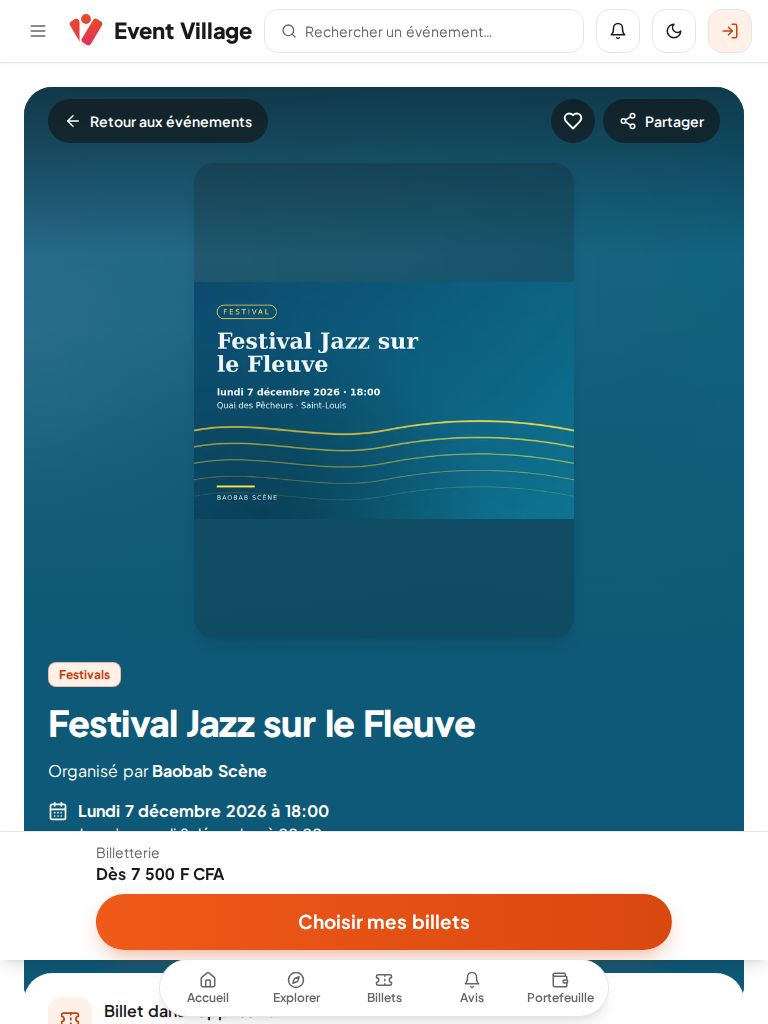 Event Village
Rechercher un événement...
Retour aux événements
Partager
FESTIVAL
Festival Jazz sur
le Fleuve
lundi 7 décembre 2026 · 18:00
Quai des Pêcheurs · Saint-Louis
BAOBAB SCÈNE
Festivals
Festival Jazz sur le Fleuve
Organisé par Baobab Scène
Lundi 7 décembre 2026 à 18:00
Billetterie
Dès 7 500 F CFA
Choisir mes billets
Accueil
Explorer
Billets
Avis
Portefeuille
Billet dans